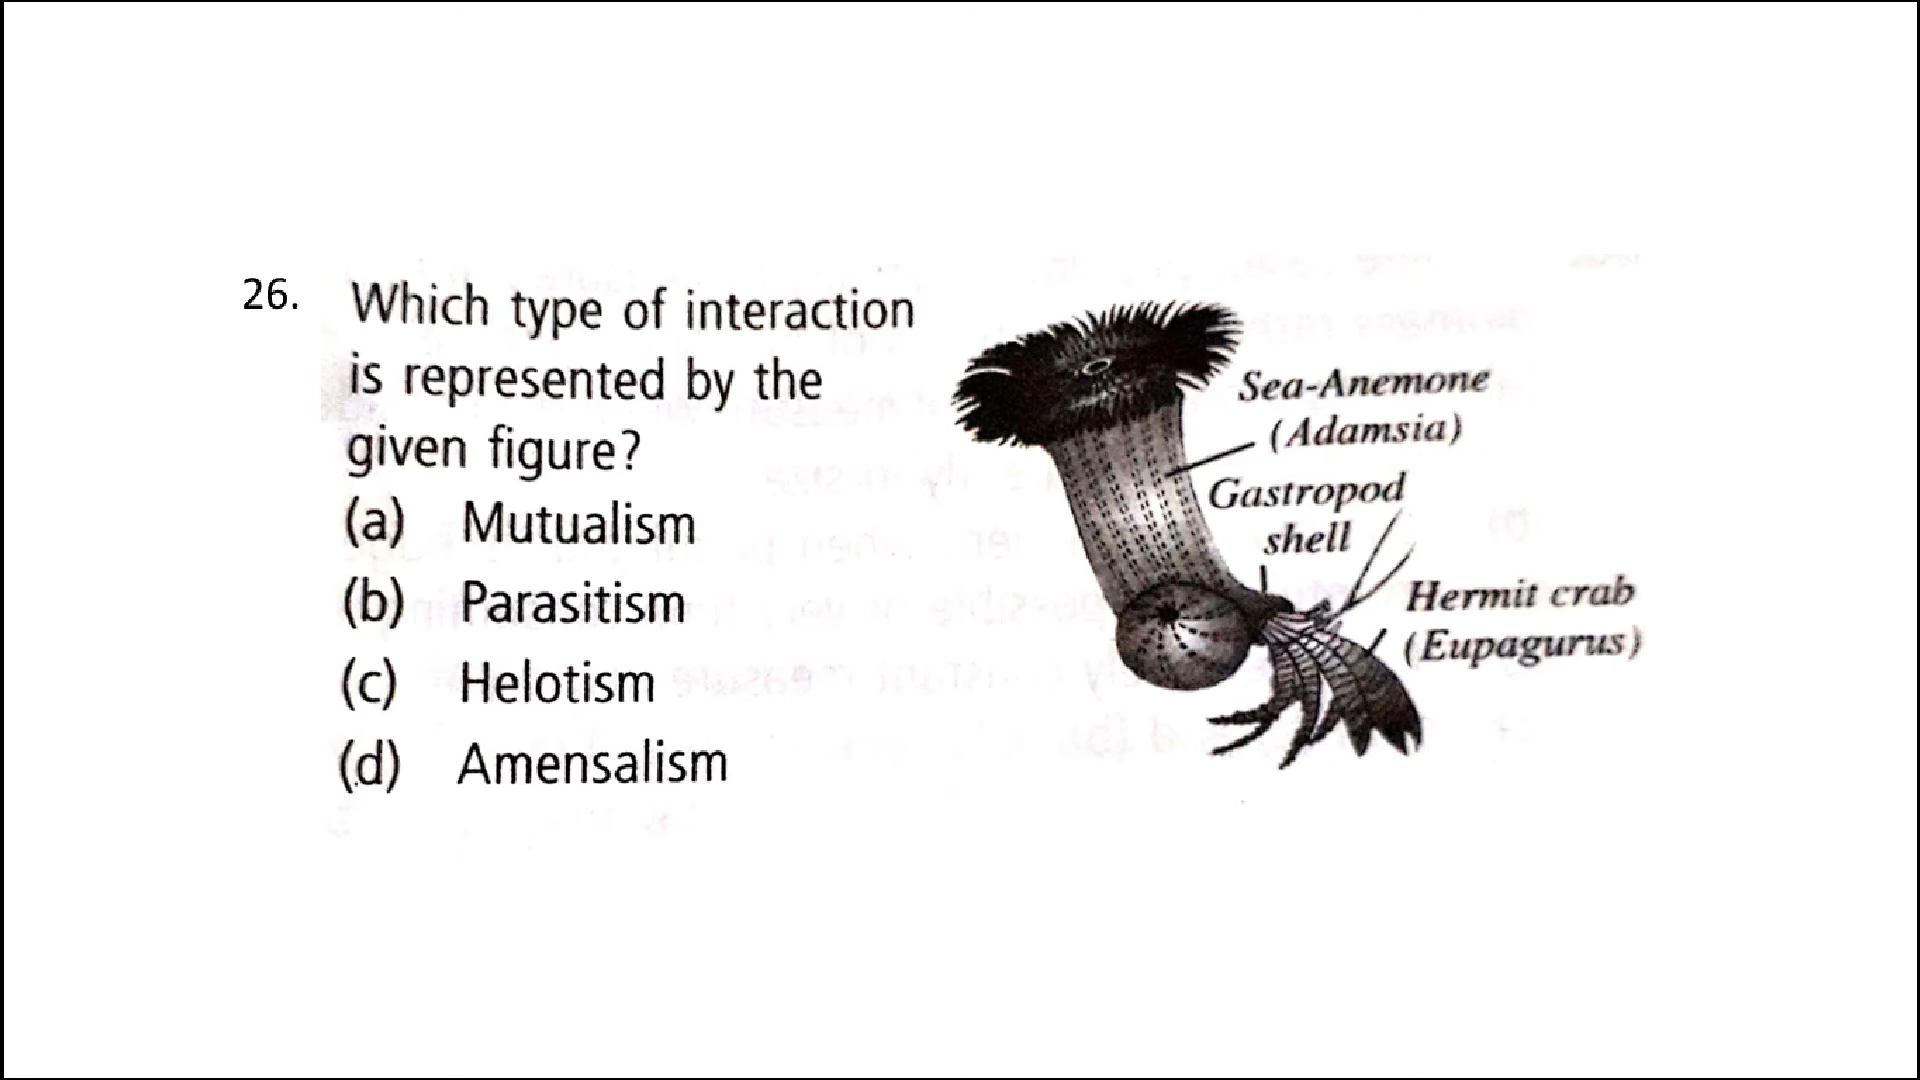 26. Which type of interaction
is represented by the
given figure?
(a) Mutualism
(b) Parasitism
(c) Helotism
(d) Amensalism
Sea-Anemone
(Adamsia)
Gastropod
shell
Hermit crab
(Eupagurus)